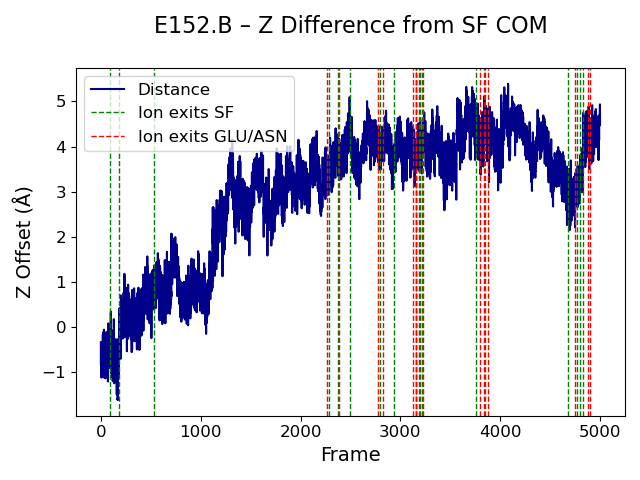 E152.B – Z Difference from SF COM
Distance
Ion exits SF
Ion exits GLU/ASN
Z Offset (Å)
5
4
3
2
1
0
−1
0 1000 2000 3000 4000 5000
Frame